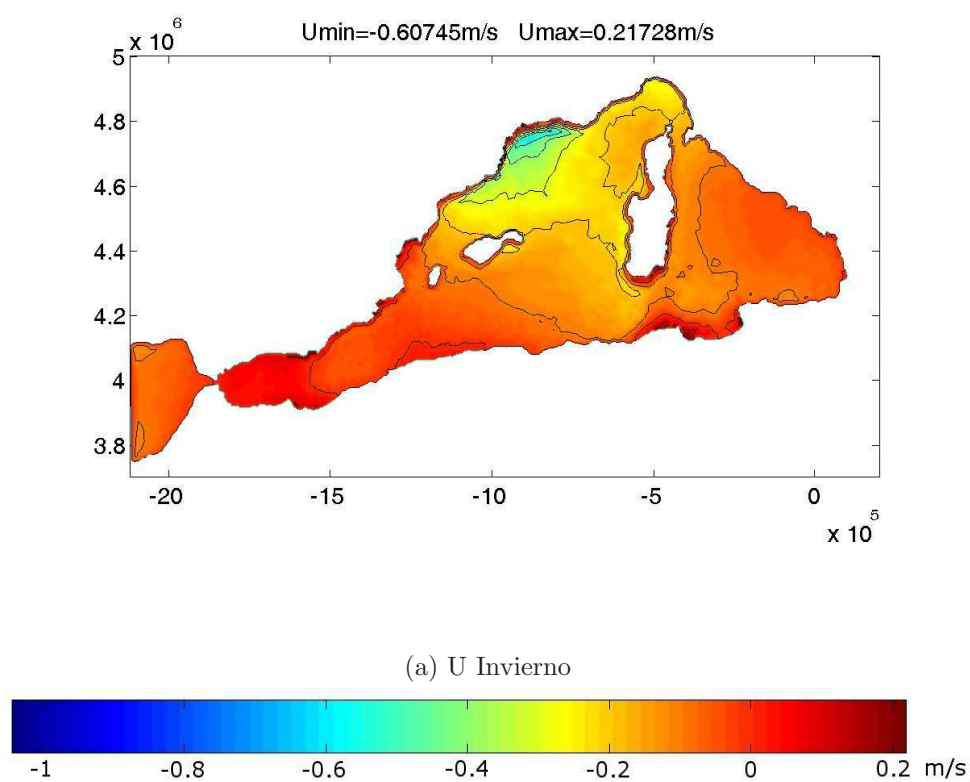 Umin=-0.60745m/s Umax=0.21728m/s
x 10 6
5
4.8
4.6
4.4
4.2
4
3.8
-20 -15 -10 -5 0
x 10 5
(a) U Invierno
-1 -0.8 -0.6 -0.4 -0.2 0 0.2 m/s